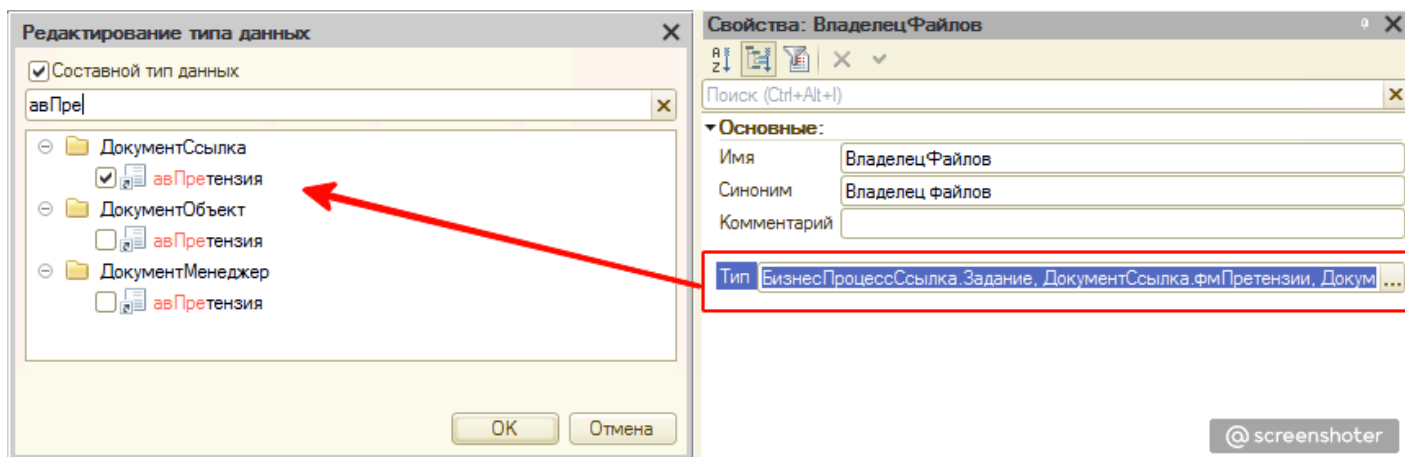 Редактирование типа данных
Составной тип данных
авПре
ДокументСсылка
авПретензия
ДокументОбъект
авПретензия
ДокументМенеджер
авПретензия
OK
Отмена
Свойства: ВладелецФайлов
Поиск (Ctrl+Alt+I)
Основные:
Имя ВладелецФайлов
Синоним Владелец файлов
Комментарий
Тип БизнесПроцессСсылка.Задание, ДокументСсылка.фмПретензии, Докум ...
@ screenshoter